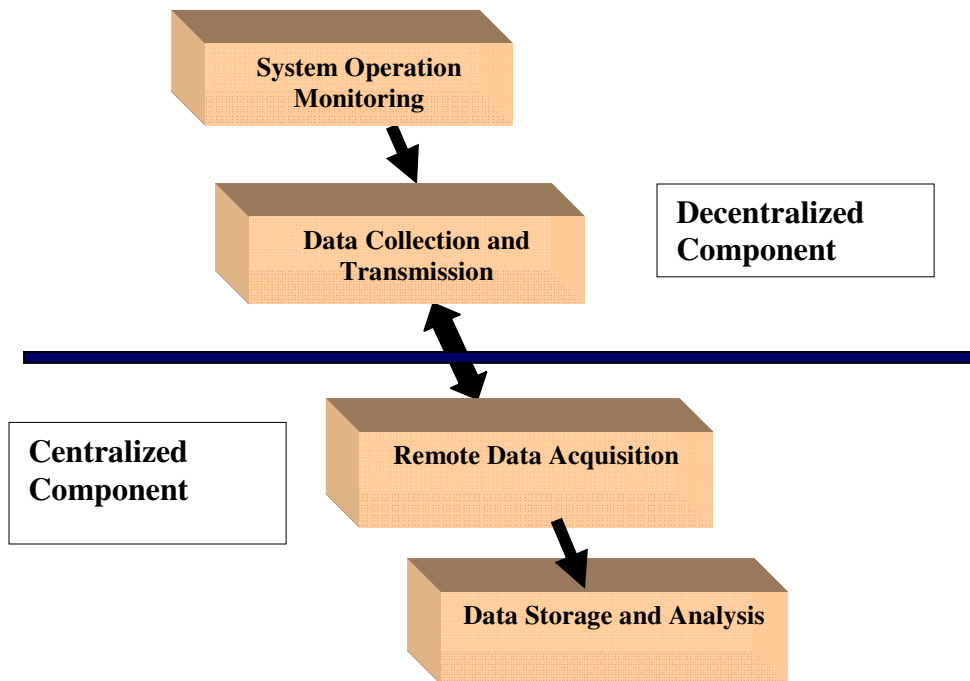 System Operation
Monitoring
Data Collection and
Transmission
Decentralized
Component
Centralized
Component
Remote Data Acquisition
Data Storage and Analysis